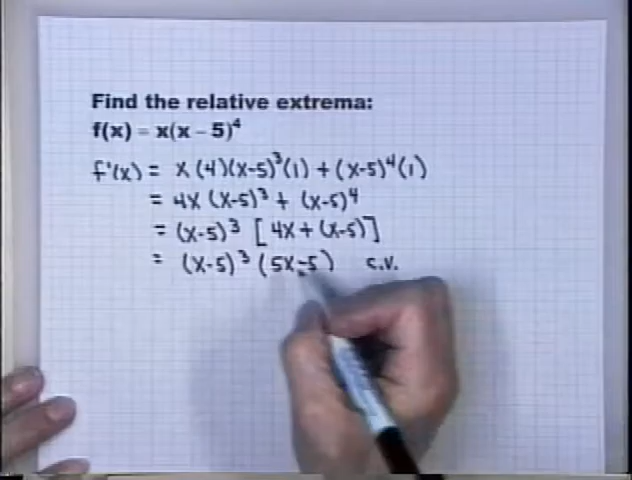 Find the relative extrema:
f(x) = x(x – 5)⁴
f'(x) = x(4)(x-5)³(1) + (x-5)⁴(1)
= 4x(x-5)³ + (x-5)⁴
= (x-5)³ [4x + (x-5)]
= (x-5)³ (5x-5) c.v.